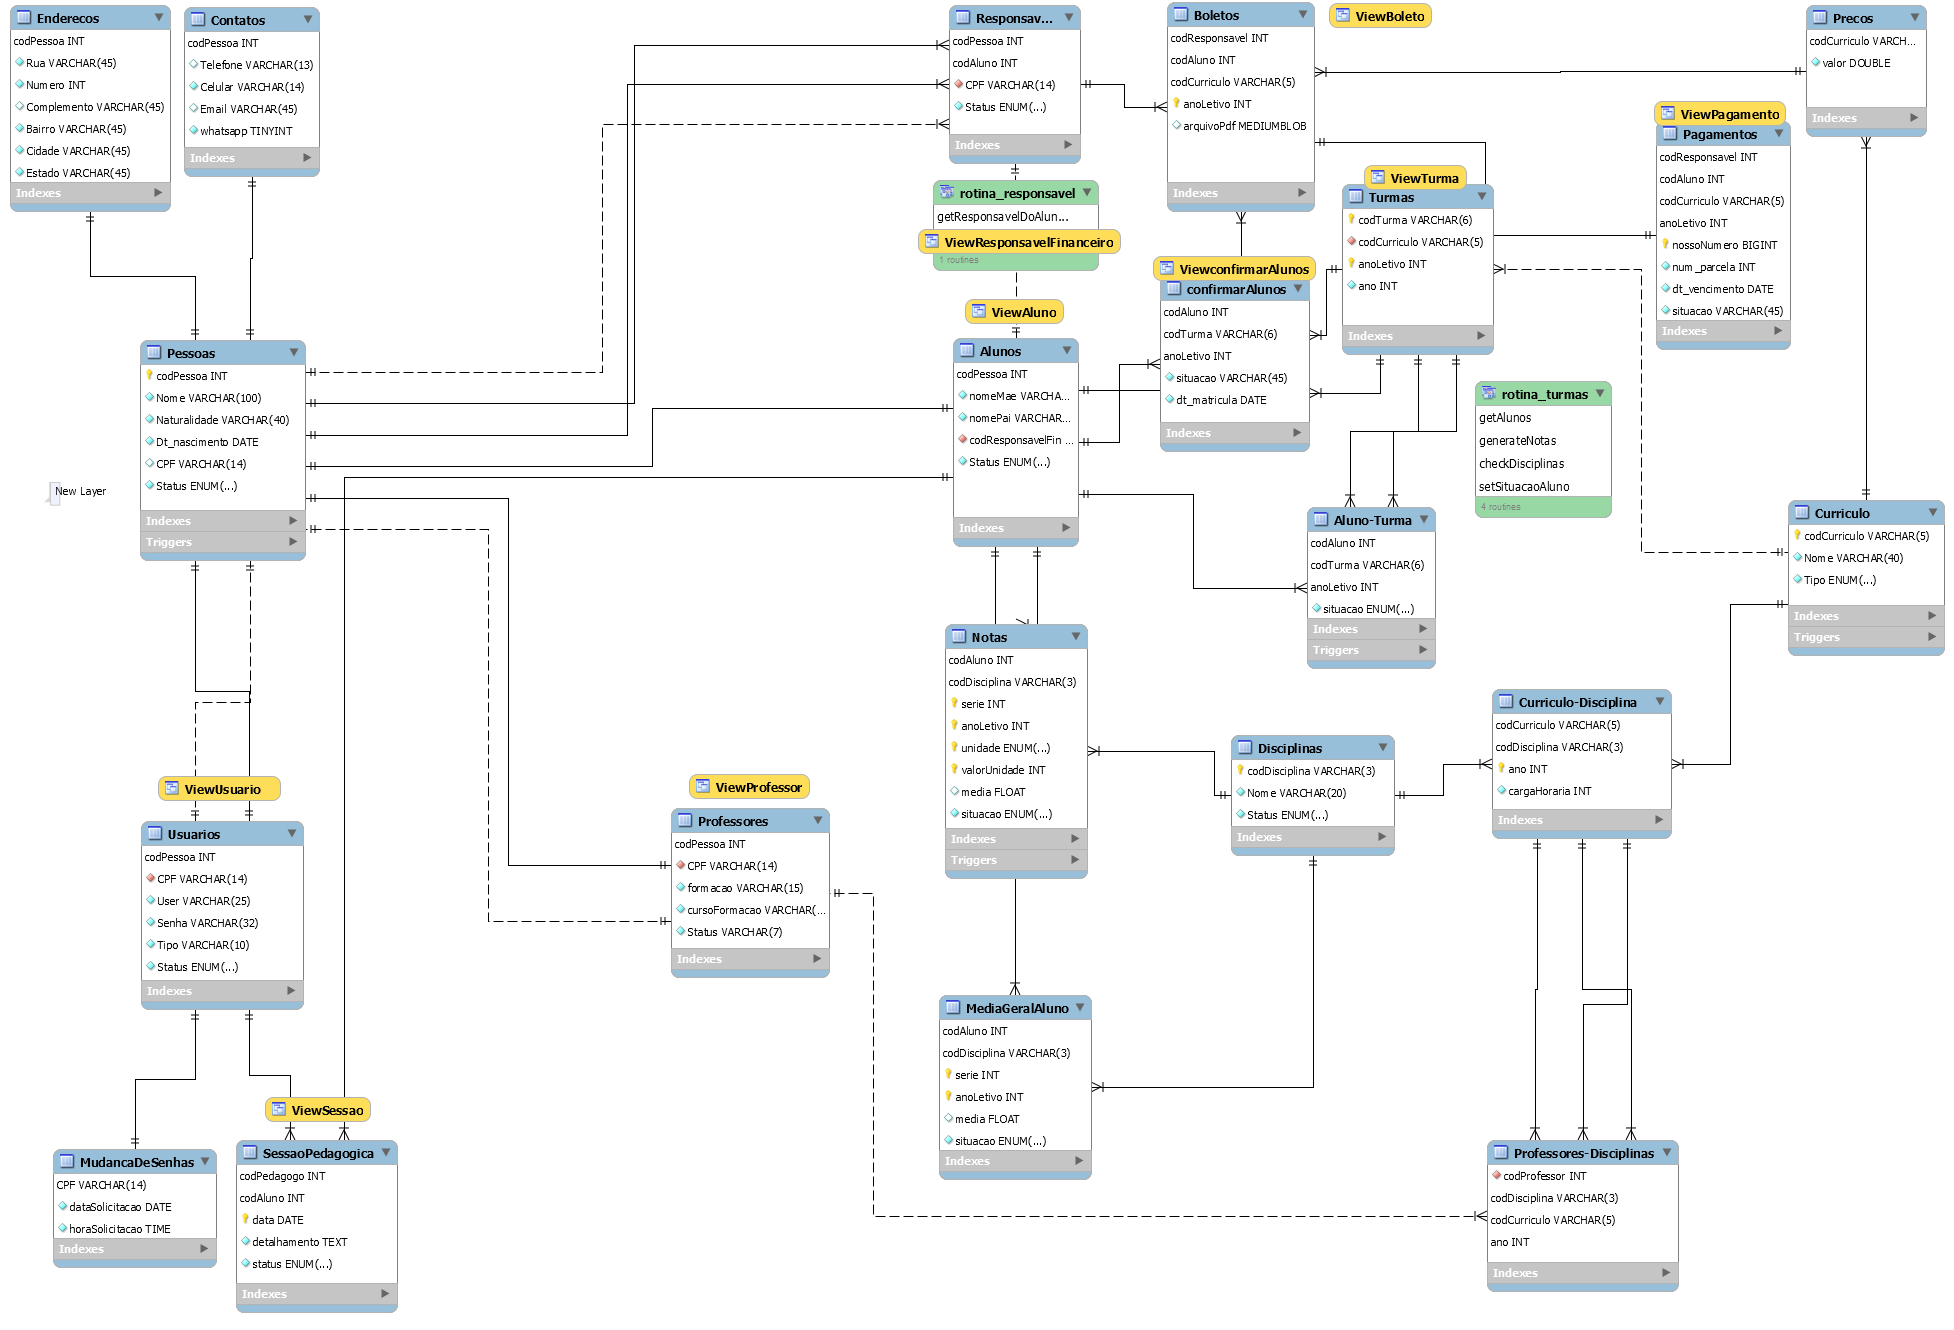 Enderecos
codPessoa INT
Rua VARCHAR(45)
Numero INT
Complemento VARCHAR(45)
Bairro VARCHAR(45)
Cidade VARCHAR(45)
Estado VARCHAR(45)
Indexes
Contatos
codPessoa INT
Telefone VARCHAR(13)
Celular VARCHAR(14)
Email VARCHAR(45)
whatsapp TINYINT
Indexes
Responsav...
codPessoa INT
codAluno INT
CPF VARCHAR(14)
Status ENUM(...)
Indexes
Boletos
codResponsavel INT
codAluno INT
codCurriculo VARCHAR(5)
anoLetivo INT
arquivoPdf MEDIUMBLOB
Indexes
ViewBoleto
Precos
codCurriculo VARCH...
valor DOUBLE
Indexes
ViewPagamento
Pagamentos
codResponsavel INT
codAluno INT
codCurriculo VARCHAR(5)
anoLetivo INT
nossoNumero BIGINT
num_parcela INT
dt_vencimento DATE
situacao VARCHAR(45)
Indexes
ViewTurma
Turmas
codTurma VARCHAR(6)
codCurriculo VARCHAR(5)
anoLetivo INT
ano INT
Indexes
rotina_responsavel
getResponsavelDoAlun...
ViewResponsavelFinanceiro
1 routines
ViewconfirmarAlunos
confirmarAlunos
codAluno INT
codTurma VARCHAR(6)
anoLetivo INT
situacao VARCHAR(45)
dt_matricula DATE
Indexes
ViewAluno
Alunos
codPessoa INT
nomeMae VARCHA...
nomePai VARCHAR...
codResponsavelFin ...
Status ENUM(...)
Indexes
Pessoas
codPessoa INT
Nome VARCHAR(100)
Naturalidade VARCHAR(40)
Dt_nascimento DATE
CPF VARCHAR(14)
Status ENUM(...)
Indexes
Triggers
New Layer
rotina_turmas
getAlunos
generateNotas
checkDisciplinas
setSituacaoAluno
4 routines
Aluno-Turma
codAluno INT
codTurma VARCHAR(6)
anoLetivo INT
situacao ENUM(...)
Indexes
Triggers
Curriculo
codCurriculo VARCHAR(5)
Nome VARCHAR(40)
Tipo ENUM(...)
Indexes
Triggers
Notas
codAluno INT
codDisciplina VARCHAR(3)
serie INT
anoLetivo INT
unidade ENUM(...)
valorUnidade INT
media FLOAT
situacao ENUM(...)
Indexes
Triggers
Disciplinas
codDisciplina VARCHAR(3)
Nome VARCHAR(20)
Status ENUM(...)
Indexes
Curriculo-Disciplina
codCurriculo VARCHAR(5)
codDisciplina VARCHAR(3)
ano INT
cargaHoraria INT
Indexes
ViewUsuario
Usuarios
codPessoa INT
CPF VARCHAR(14)
User VARCHAR(25)
Senha VARCHAR(32)
Tipo VARCHAR(10)
Status ENUM(...)
Indexes
ViewProfessor
Professores
codPessoa INT
CPF VARCHAR(14)
formacao VARCHAR(15)
cursoFormacao VARCHAR(...
Status VARCHAR(7)
Indexes
MediaGeralAluno
codAluno INT
codDisciplina VARCHAR(3)
serie INT
anoLetivo INT
media FLOAT
situacao ENUM(...)
Indexes
MudancaDeSenhas
CPF VARCHAR(14)
dataSolicitacao DATE
horaSolicitacao TIME
Indexes
ViewSessao
SessaoPedagogica
codPedagogo INT
codAluno INT
data DATE
detalhamento TEXT
status ENUM(...)
Indexes
Professores-Disciplinas
codProfessor INT
codDisciplina VARCHAR(3)
codCurriculo VARCHAR(5)
ano INT
Indexes